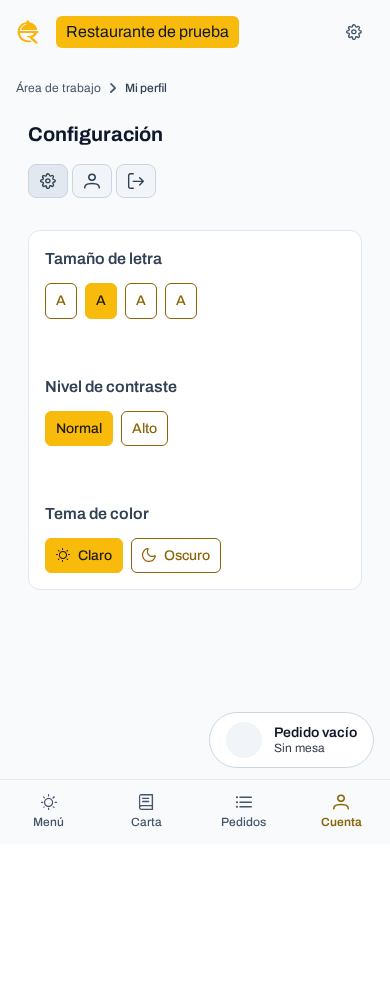 Restaurante de prueba
Área de trabajo > Mi perfil
Configuración
Tamaño de letra
A A A A
Nivel de contraste
Normal Alto
Tema de color
Claro Oscuro
Pedido vacío
Sin mesa
Menú Carta Pedidos Cuenta